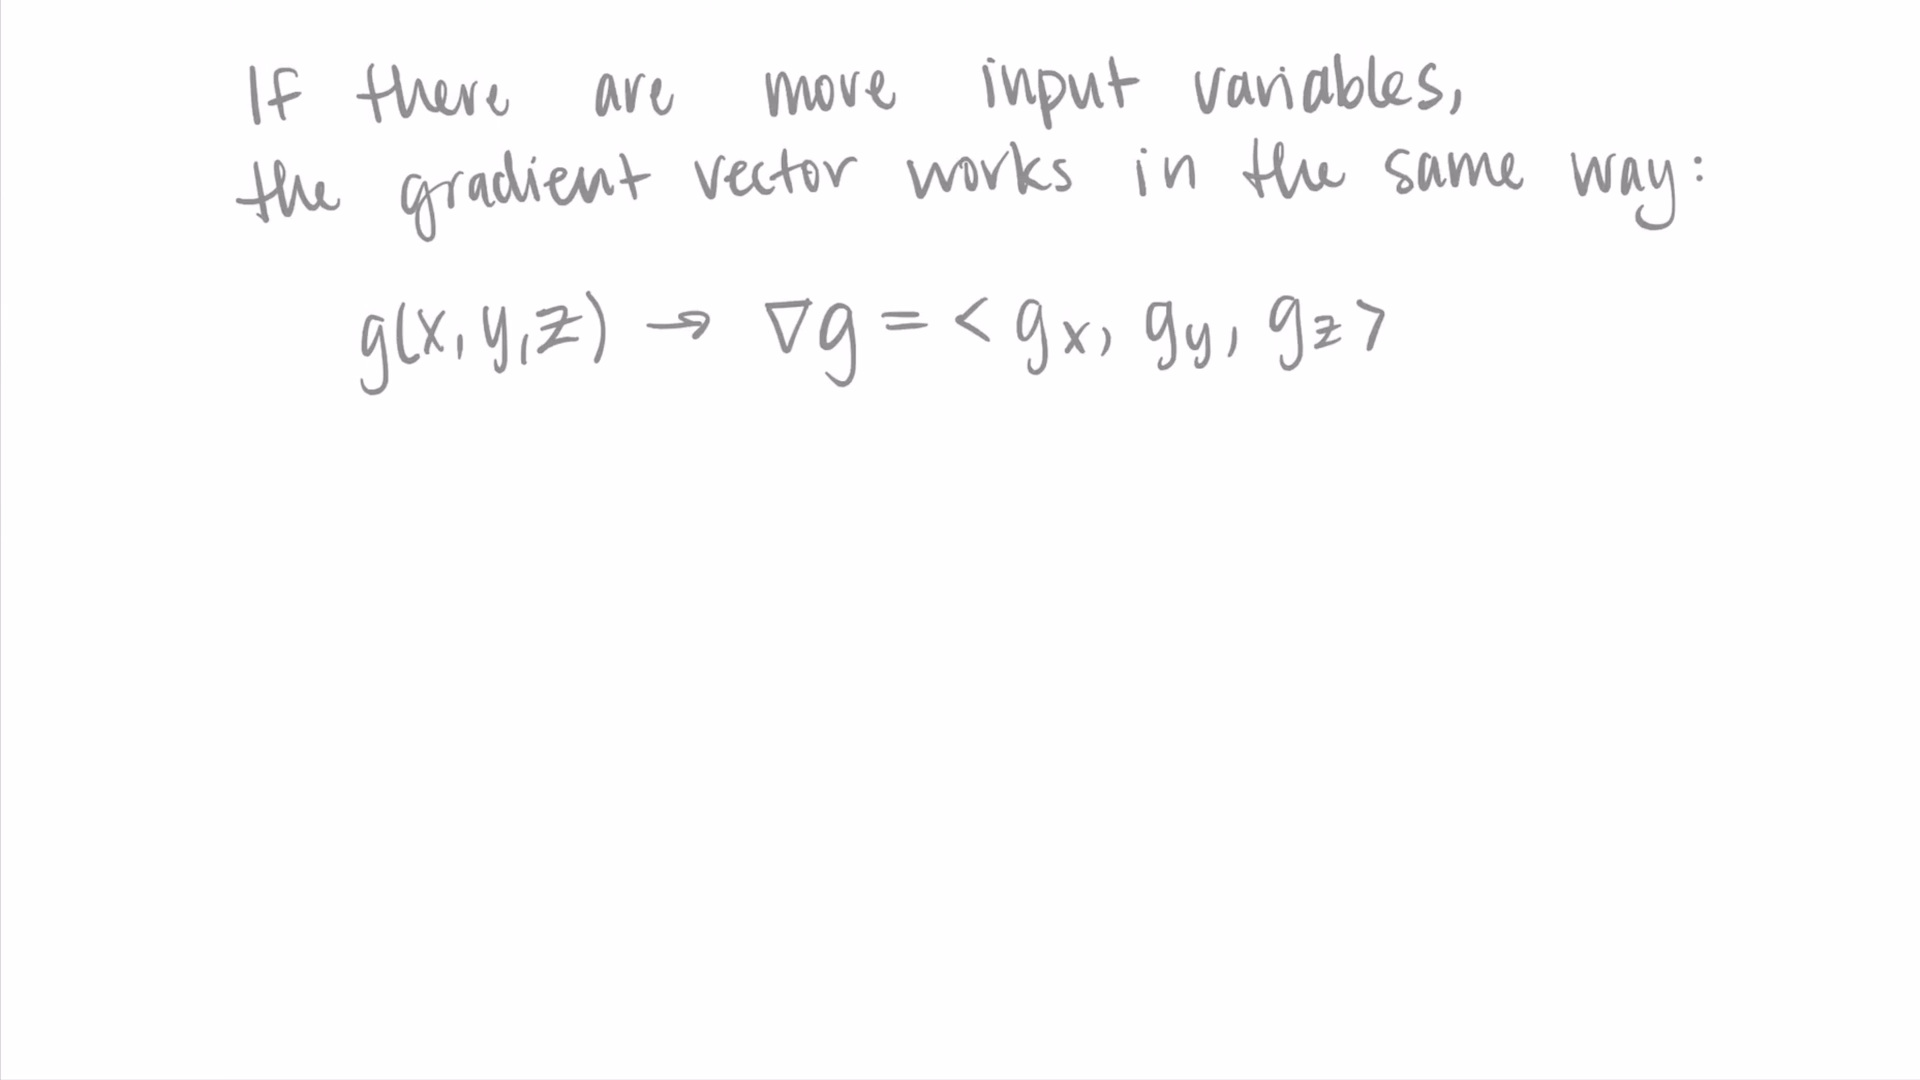 If there are more input variables,
the gradient vector works in the same way:
g(x, y, z) → ∇g = < gx, gy, gz >